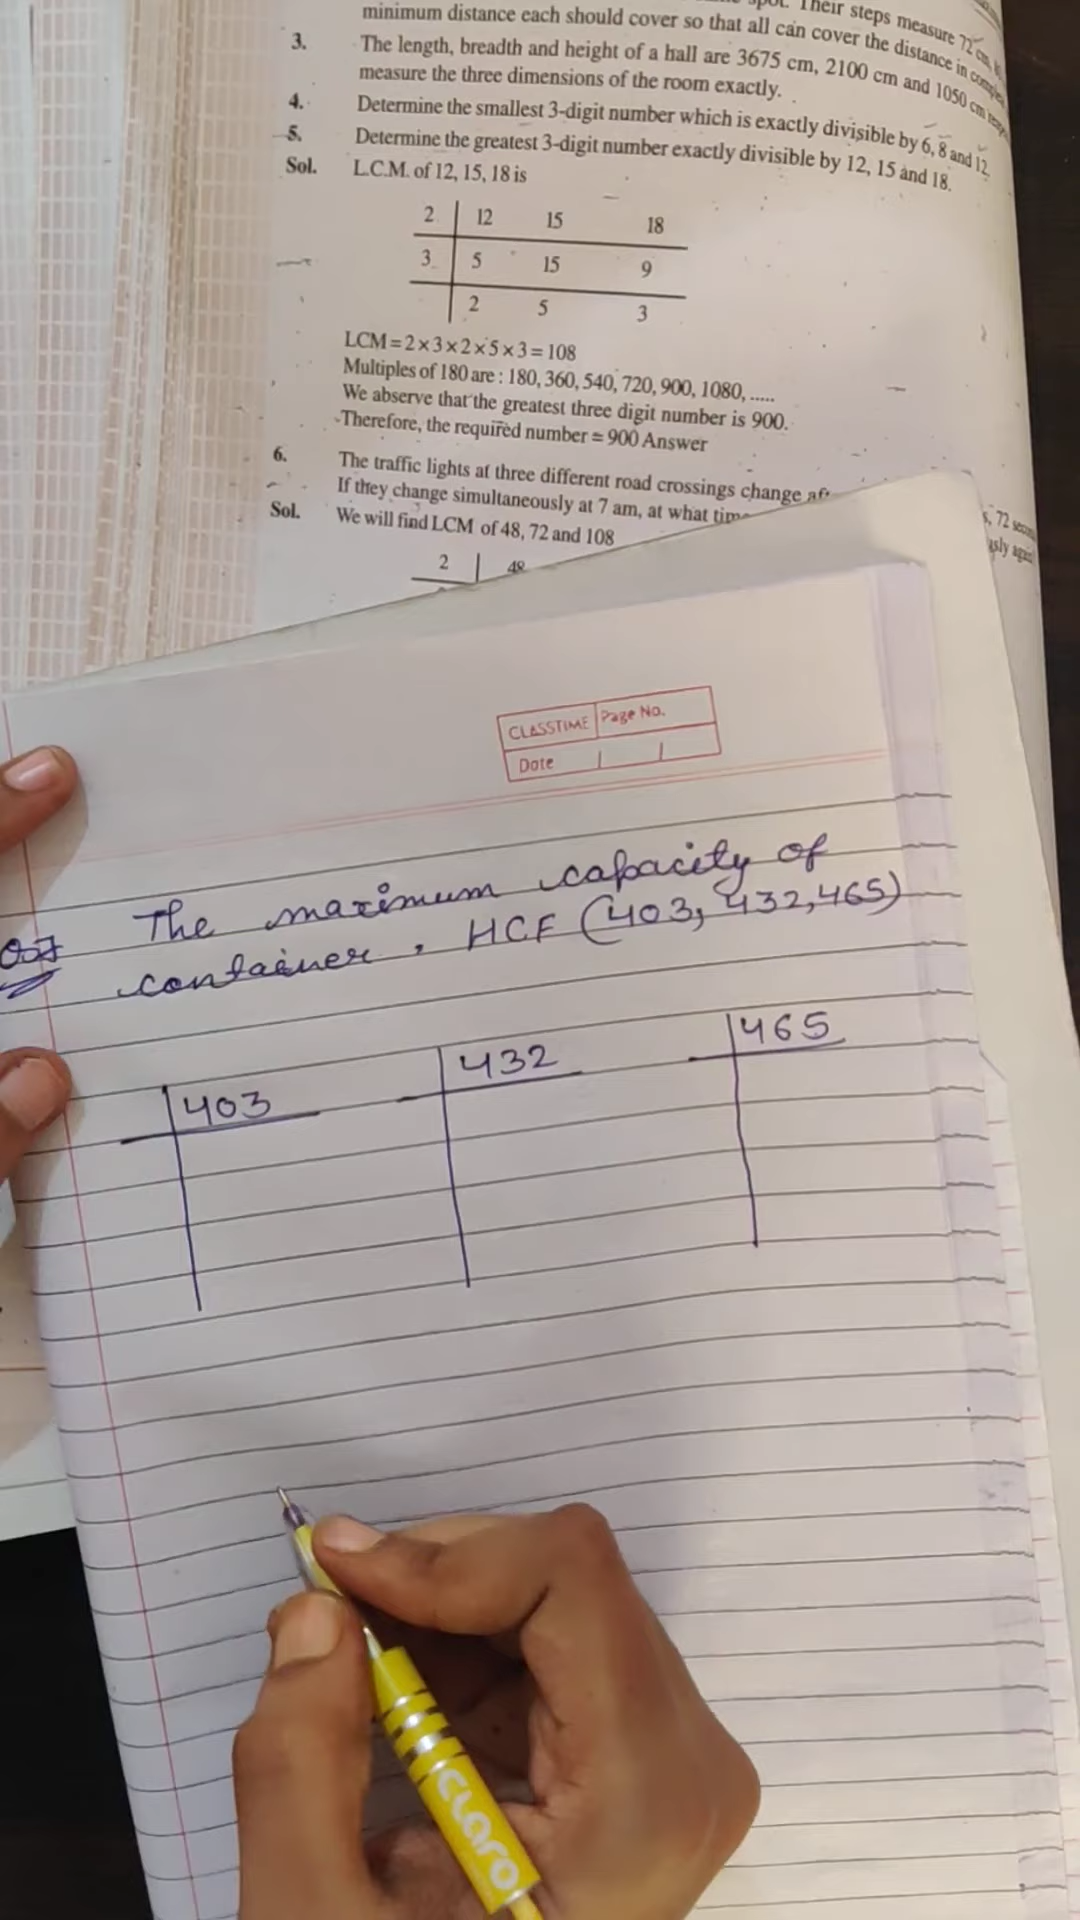 spot. Their steps measure 72 cm,
minimum distance each should cover so that all can cover the distance in
3. The length, breadth and height of a hall are 3675 cm, 2100 cm and 1050 cm
measure the three dimensions of the room exactly.
4. Determine the smallest 3-digit number which is exactly divisible by 6, 8 and 12.
5. Determine the greatest 3-digit number exactly divisible by 12, 15 and 18.
Sol. L.C.M. of 12, 15, 18 is
2 12 15 18
3 5 15 9
2 5 3
LCM = 2×3×2×5×3 = 108
Multiples of 180 are : 180, 360, 540, 720, 900, 1080, .....
We abserve that the greatest three digit number is 900.
Therefore, the required number = 900 Answer
6. The traffic lights at three different road crossings change
72
If they change simultaneously at 7 am, at what
Sol. We will find LCM of 48, 72 and 108
2 48
CLASSTIME Page No.
Date
The maximum capacity of
container, HCF (403, 432, 465)
403 432 465
CLARO